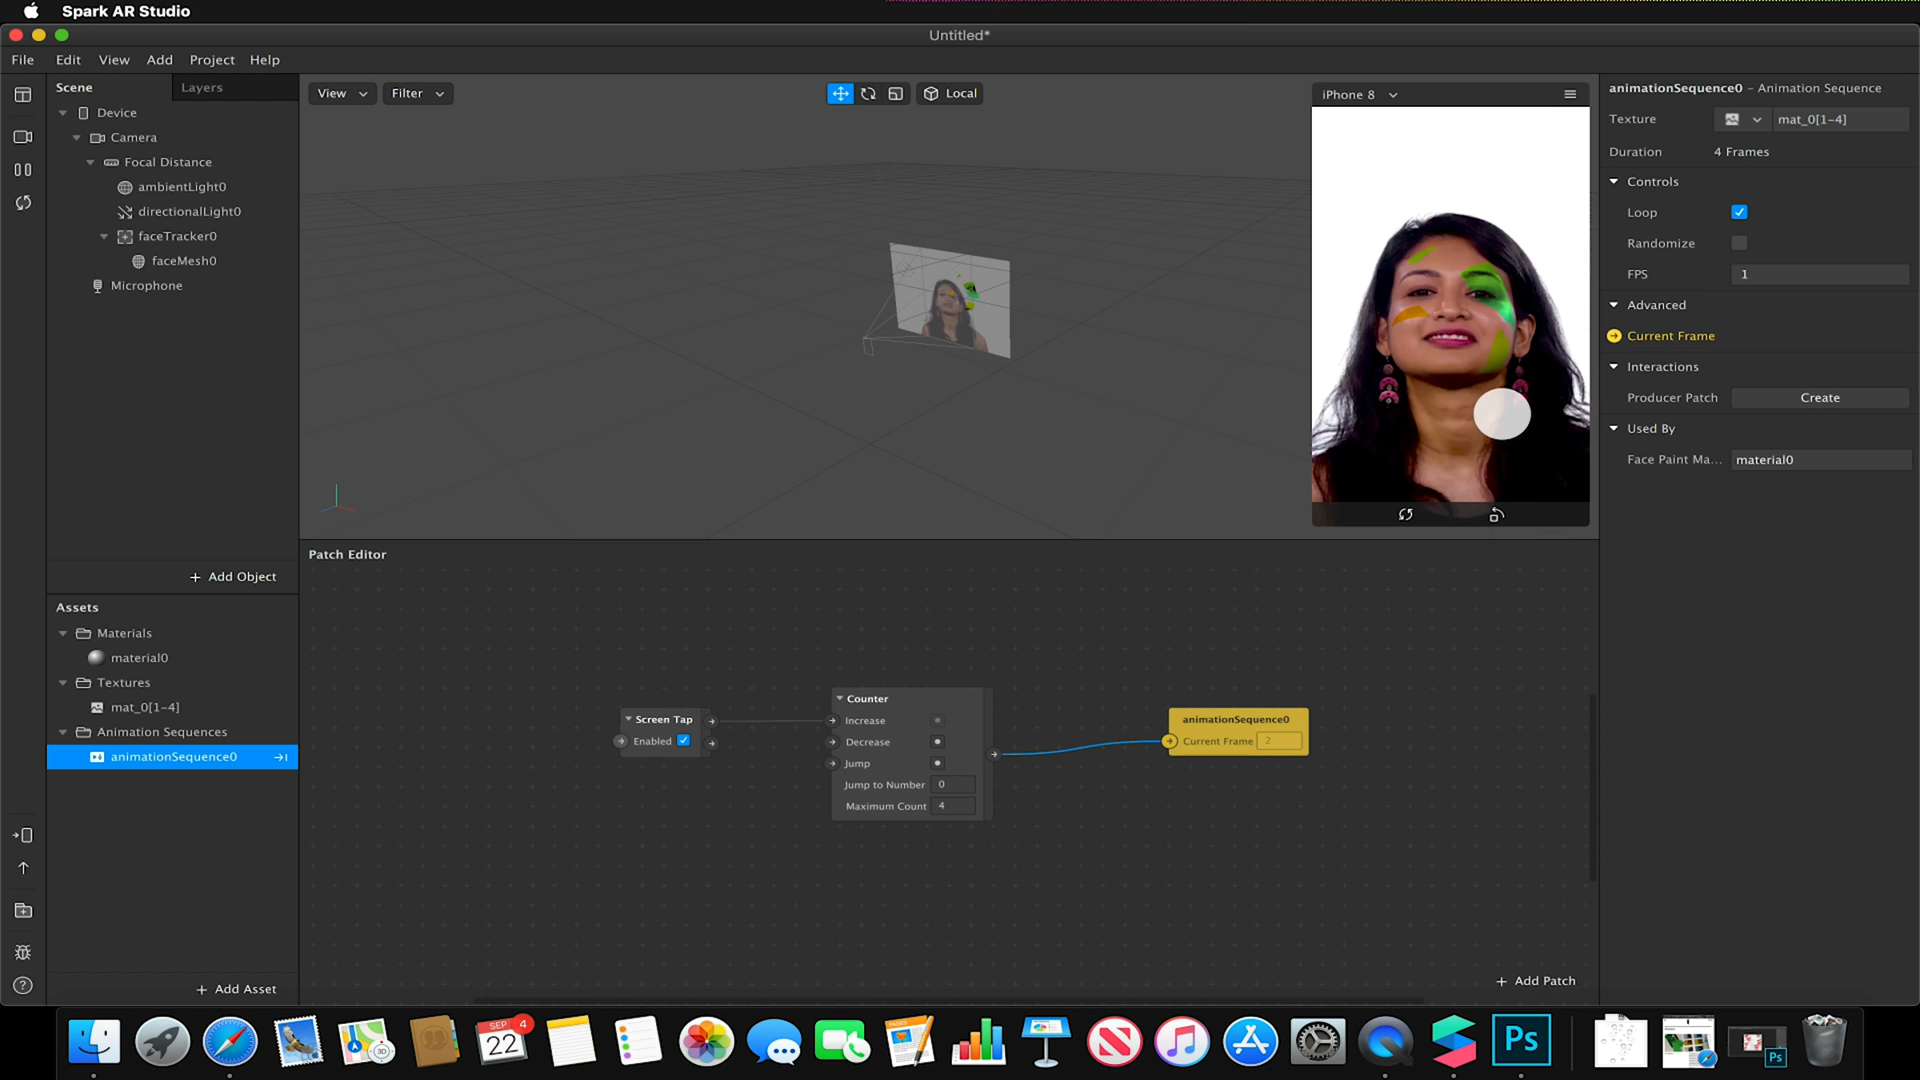 Spark AR Studio
Untitled*
File Edit View Add Project Help
Scene
Layers
Device
Camera
Focal Distance
ambientLight0
directionalLight0
faceTracker0
faceMesh0
Microphone
+ Add Object
Assets
Materials
material0
Textures
mat_0[1-4]
Animation Sequences
animationSequence0
+ Add Asset
View
Filter
Local
iPhone 8
Patch Editor
Screen Tap
Enabled
Counter
Increase
Decrease
Jump
Jump to Number 0
Maximum Count 4
animationSequence0
Current Frame 2
+ Add Patch
animationSequence0 - Animation Sequence
Texture mat_0[1-4]
Duration 4 Frames
Controls
Loop
Randomize
FPS 1
Advanced
Current Frame
Interactions
Producer Patch Create
Used By
Face Paint Ma... material0
SEP
4
22
3D
PAGES
Ps
Ps